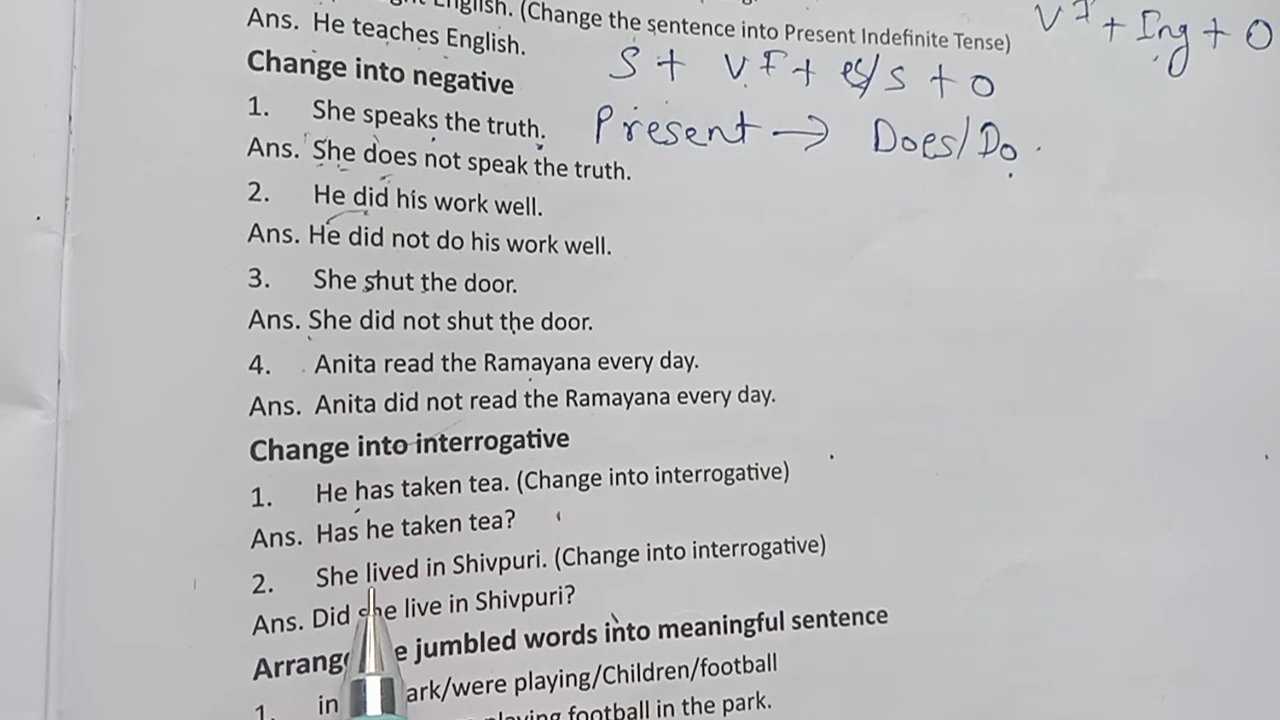 English. (Change the sentence into Present Indefinite Tense)
Ans. He teaches English.
V I + Ing + O
S + V I + es/s + O
Change into negative
1. She speaks the truth.
Present → Does/Do.
Ans. She does not speak the truth.
2. He did his work well.
Ans. He did not do his work well.
3. She shut the door.
Ans. She did not shut the door.
4. Anita read the Ramayana every day.
Ans. Anita did not read the Ramayana every day.
Change into interrogative
1. He has taken tea. (Change into interrogative)
Ans. Has he taken tea?
2. She lived in Shivpuri. (Change into interrogative)
Ans. Did she live in Shivpuri?
jumbled words into meaningful sentence
1. in /were playing/Children/football
playing football in the park.